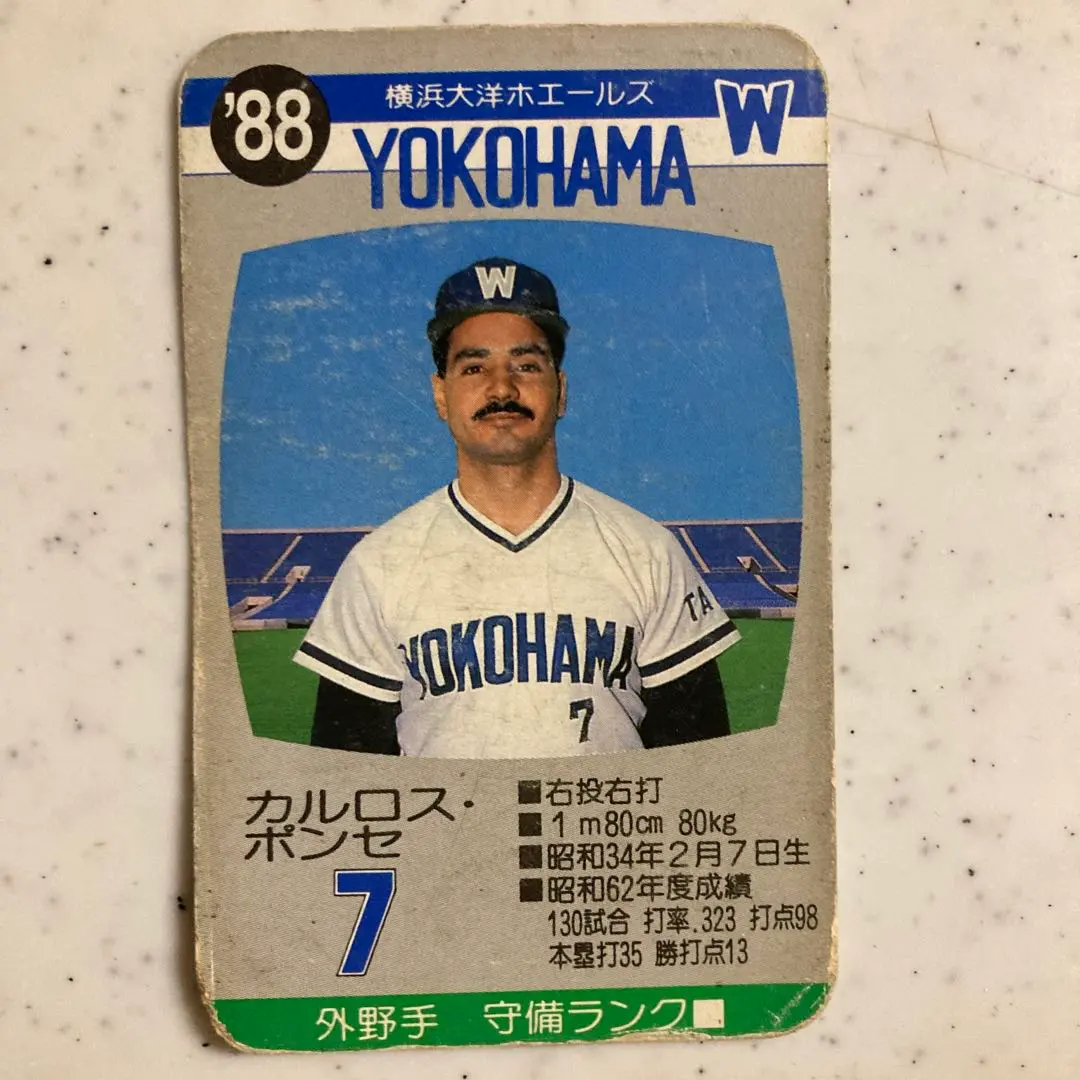 '88
横浜大洋ホエールズ
W
YOKOHAMA
W
TA
YOKOHAMA
7
カルロス・
ポンセ
7
■右投右打
■1m80cm 80kg
■昭和34年2月7日生
■昭和62年度成績
130試合 打率.323 打点98
本塁打35 勝打点13
外野手 守備ランク■